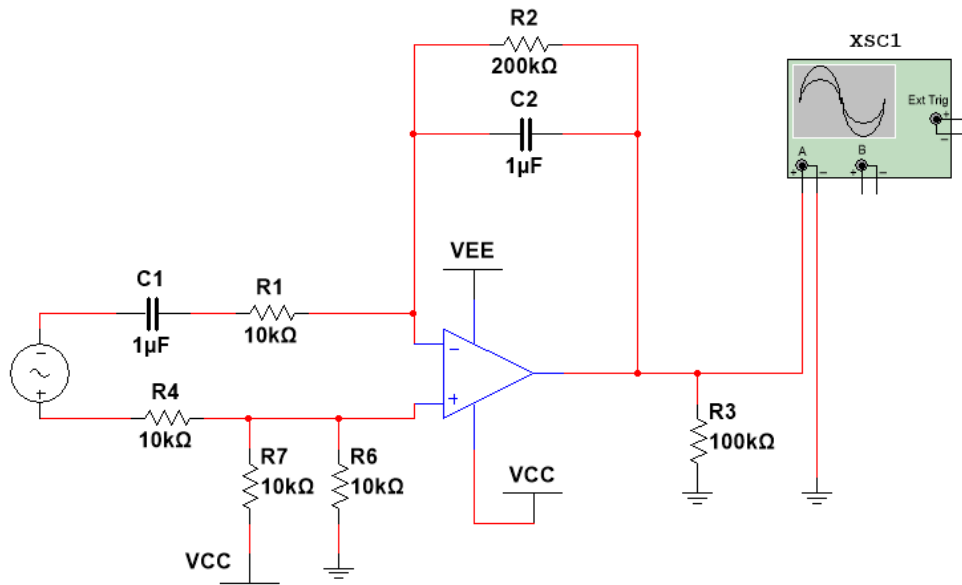 R2
200kΩ
C2
1µF
XSC1
Ext Trig
+
−
A
B
+
−
+
−
VEE
C1
1µF
R1
10kΩ
−
+
−
+
R4
10kΩ
R7
10kΩ
R6
10kΩ
R3
100kΩ
VCC
VCC